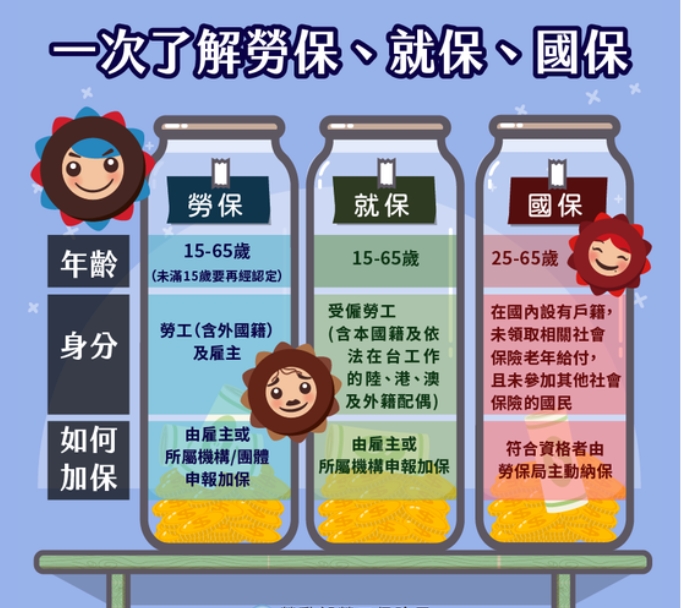 一次了解勞保、就保、國保
勞保
就保
國保
年齡
15-65歲
(未滿15歲要再經認定)
15-65歲
25-65歲
身分
勞工(含外國籍)
及雇主
受僱勞工
(含本國籍及依
法在台工作
的陸、港、澳
及外籍配偶)
在國內設有戶籍，
未領取相關社會
保險老年給付，
且未參加其他社會
保險的國民
如何
加保
由雇主或
所屬機構/團體
申報加保
由雇主或
所屬機構申報加保
符合資格者由
勞保局主動納保